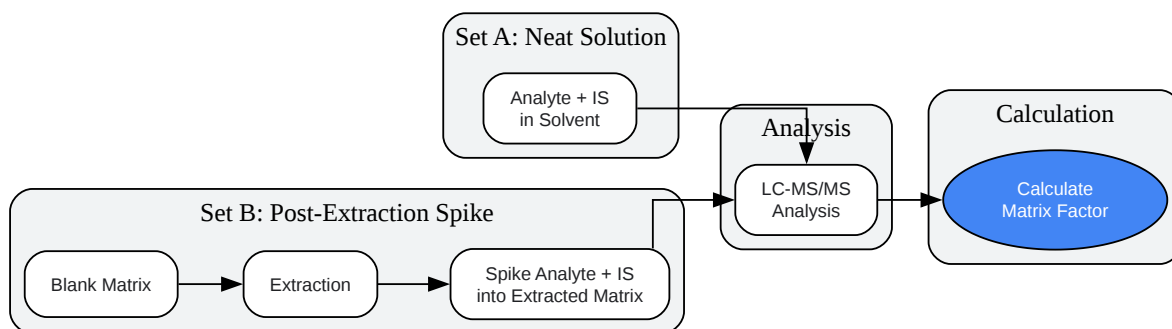 Set A: Neat Solution
Analyte + IS
in Solvent
Analysis
LC-MS/MS
Analysis
Calculation
Calculate
Matrix Factor
Set B: Post-Extraction Spike
Blank Matrix
Extraction
Spike Analyte + IS
into Extracted Matrix